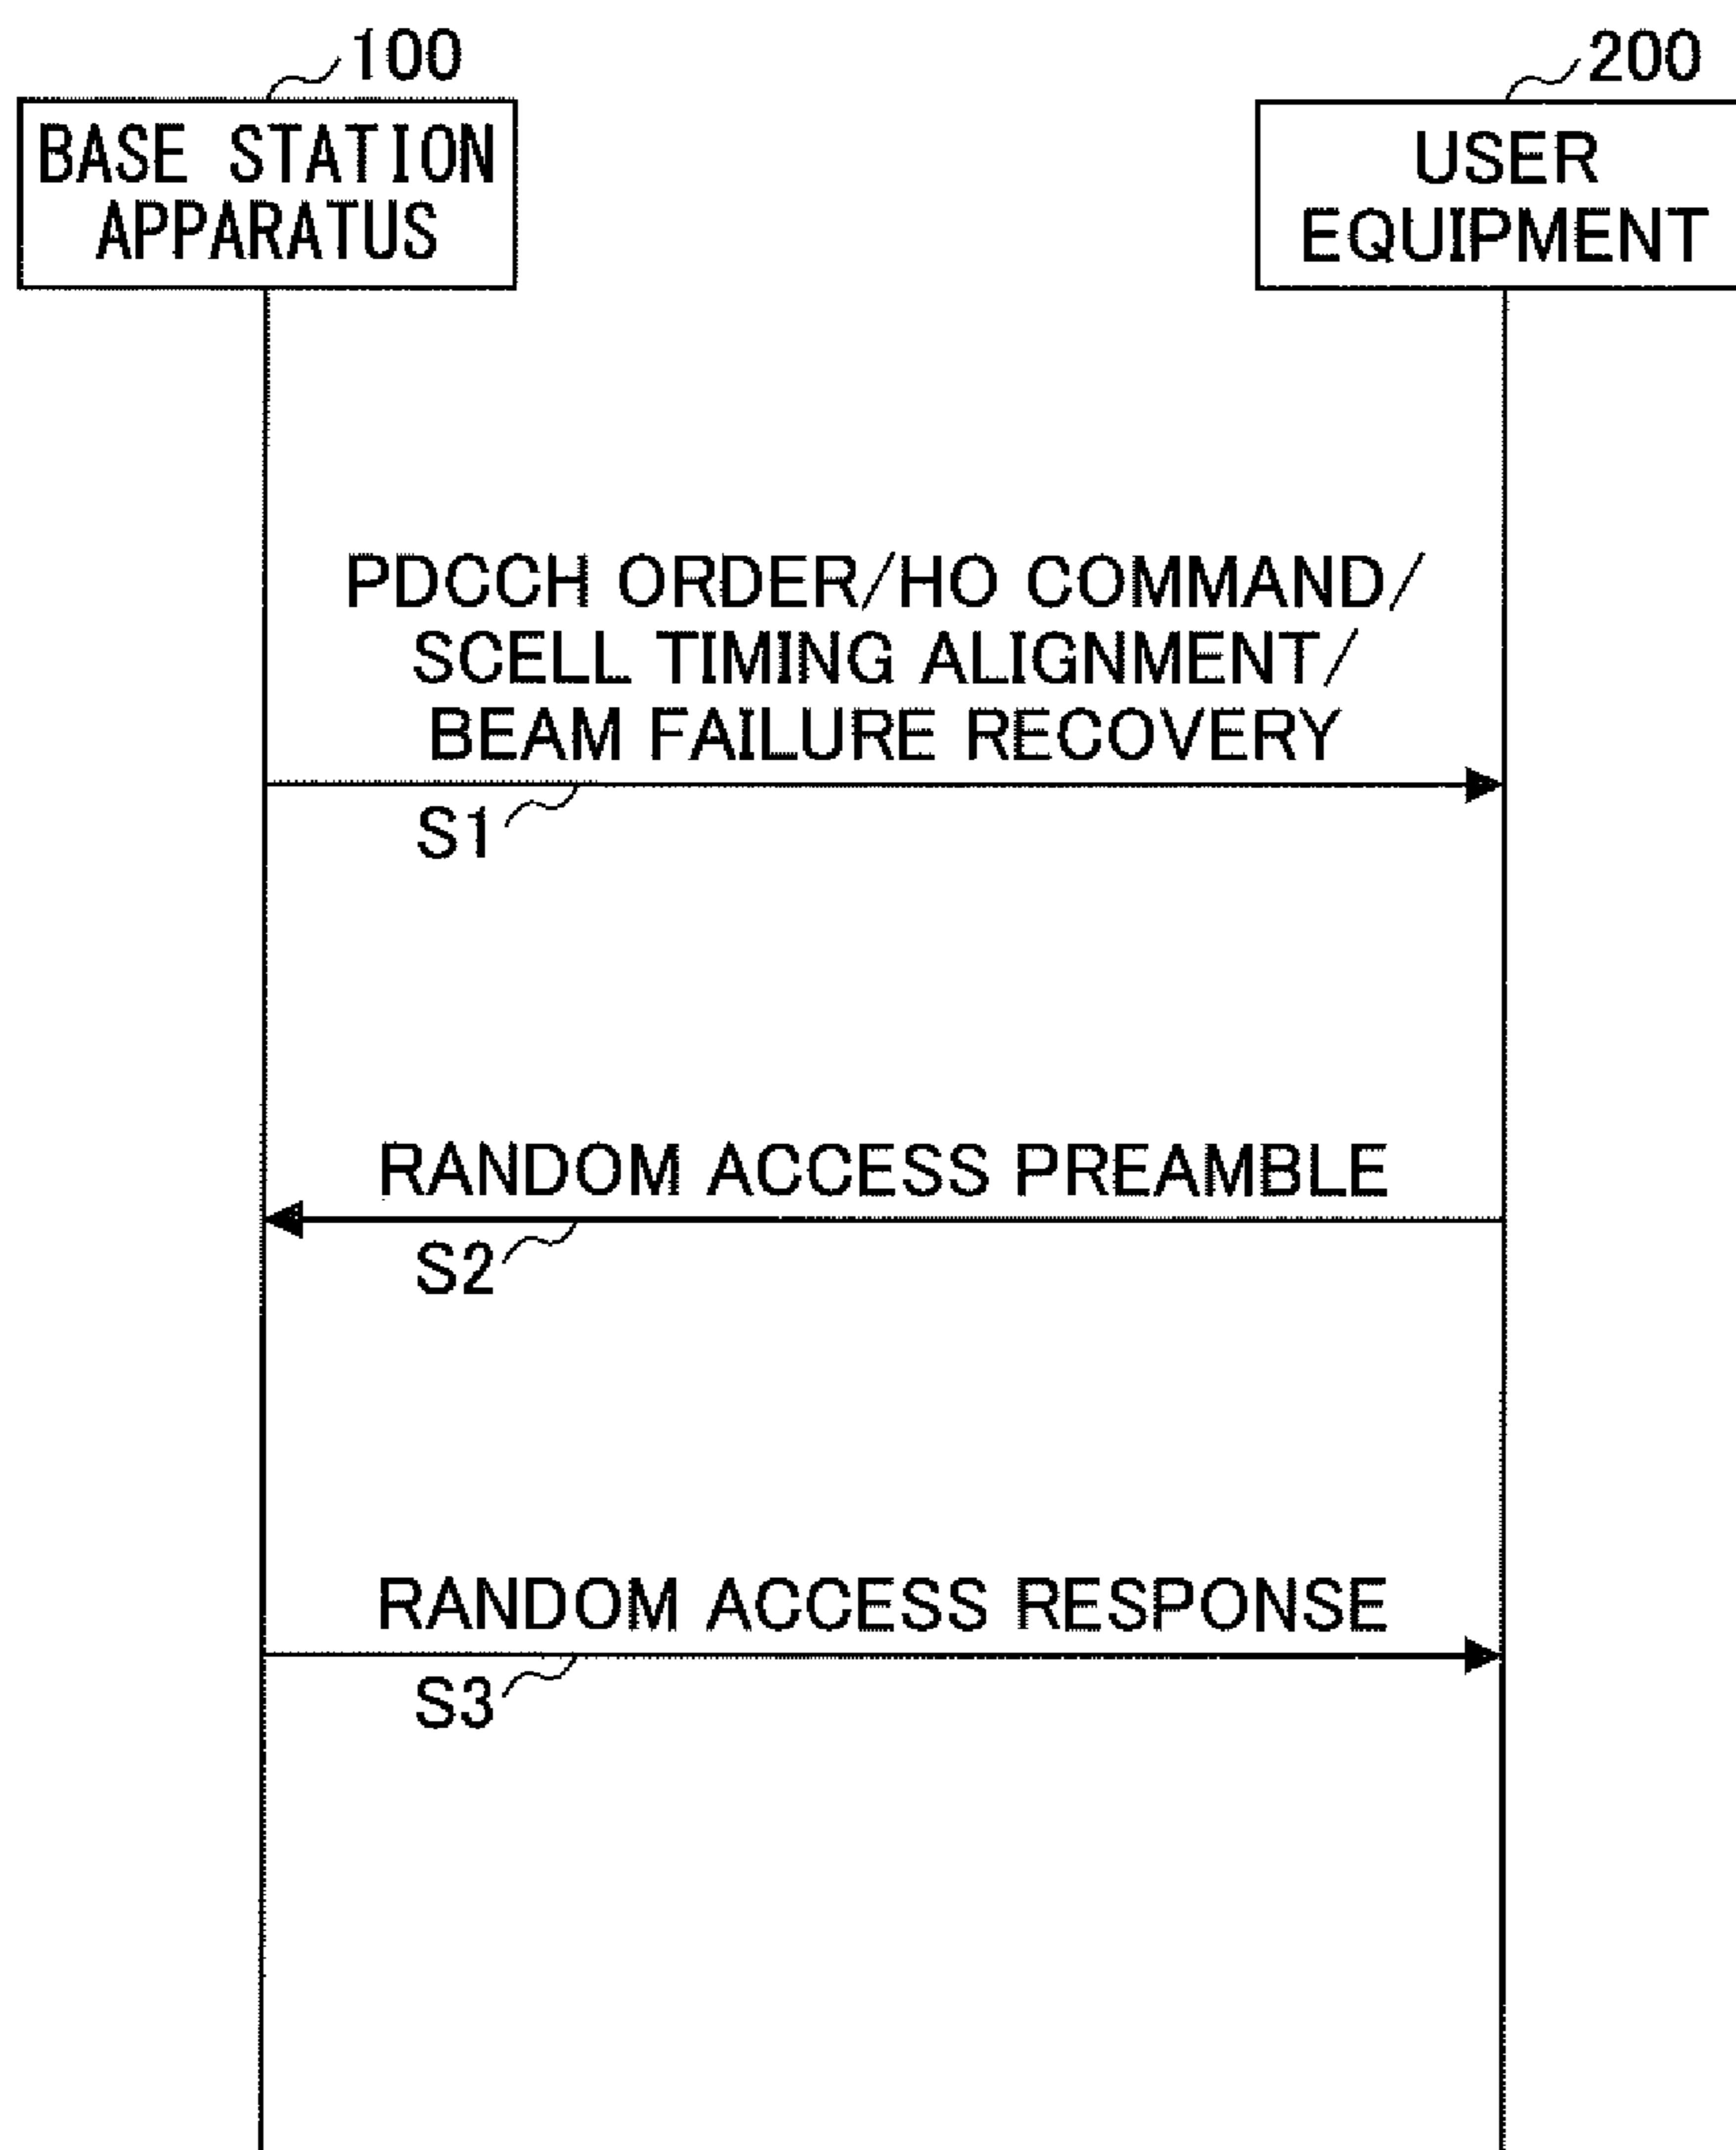 100
BASE STATION
APPARATUS
200
USER
EQUIPMENT
PDCCH ORDER/HO COMMAND/
SCELL TIMING ALIGNMENT/
BEAM FAILURE RECOVERY
S1
RANDOM ACCESS PREAMBLE
S2
RANDOM ACCESS RESPONSE
S3